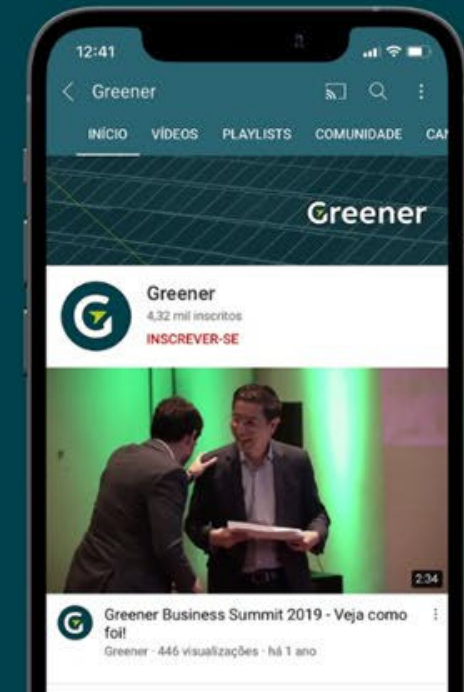 12:41
Greener
INÍCIO VÍDEOS PLAYLISTS COMUNIDADE CAN
Greener
Greener
4,32 mil inscritos
INSCREVER-SE
2:34
Greener Business Summit 2019 - Veja como
foi!
Greener · 446 visualizações · há 1 ano